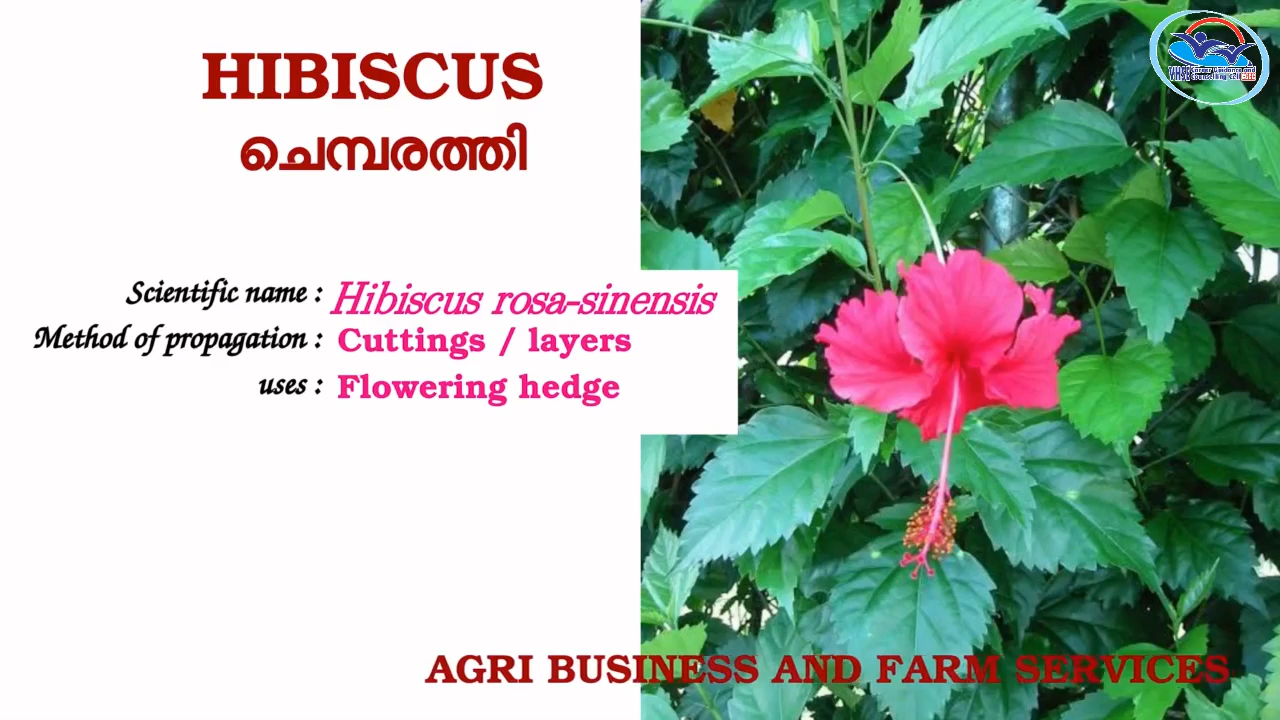 HIBISCUS
ചെമ്പരത്തി
Scientific name : Hibiscus rosa-sinensis
Method of propagation : Cuttings / layers
uses : Flowering hedge
AGRI BUSINESS AND FARM SERVICES